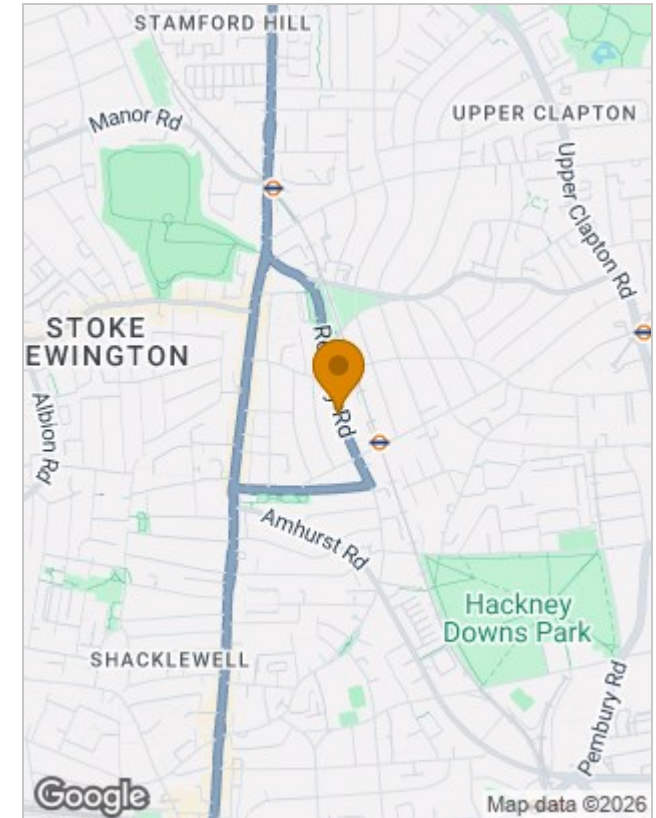 STAMFORD HILL
Manor Rd
UPPER CLAPTON
Upper Clapton Rd
STOKE
EWINGTON
Albion Rd
Rd
Amhurst Rd
Hackney
Downs Park
SHACKLEWELL
Pembury Rd
Google
Map data ©2026